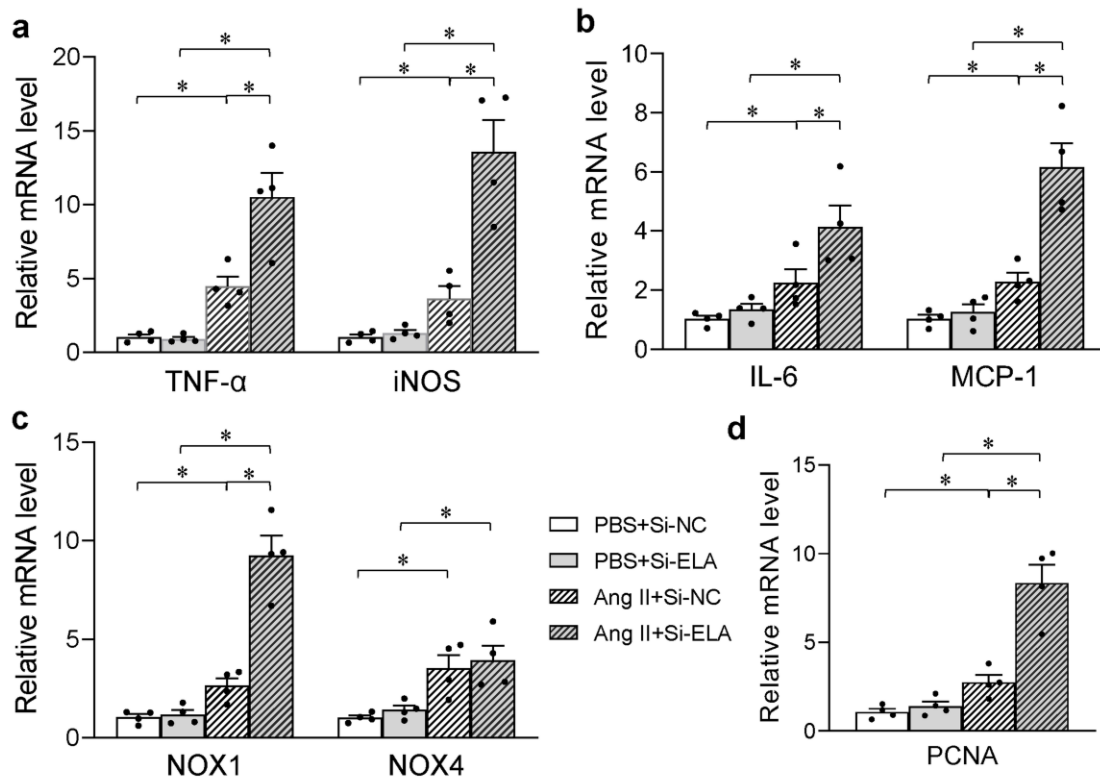 a
Relative mRNA level
20
15
10
5
0
* * *
* * *
TNF-α iNOS
b
Relative mRNA level
10
8
6
4
2
0
* * *
* * *
IL-6 MCP-1
c
Relative mRNA level
15
10
5
0
* * *
* *
NOX1 NOX4
PBS+Si-NC
PBS+Si-ELA
Ang II+Si-NC
Ang II+Si-ELA
d
Relative mRNA level
15
10
5
0
* * *
PCNA